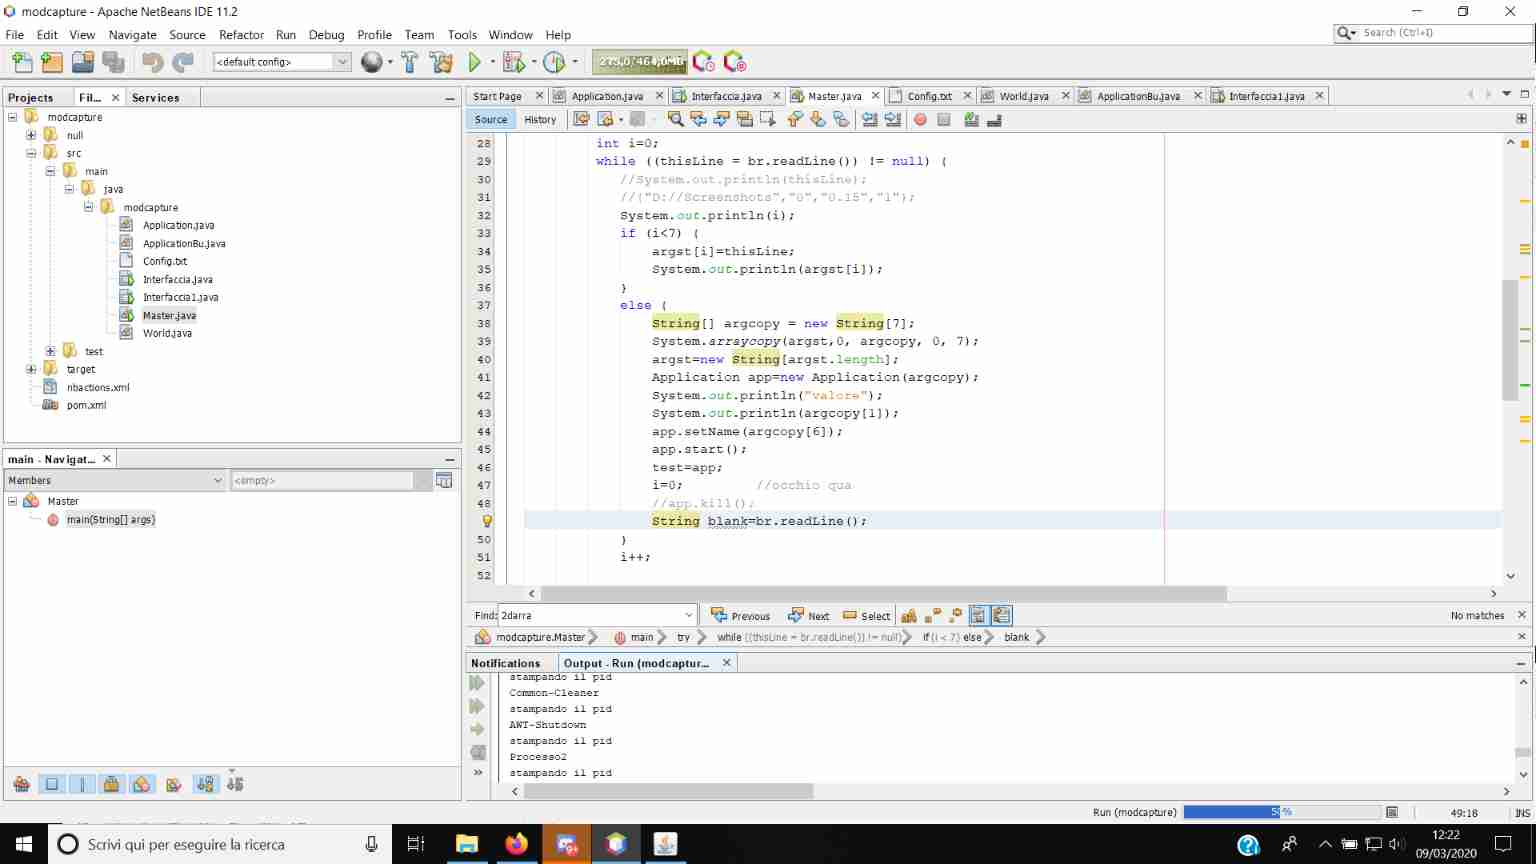 modcapture - Apache NetBeans IDE 11.2
File Edit View Navigate Source Refactor Run Debug Profile Team Tools Window Help
Search (Ctrl+I)
<default config>
Projects Fil... Services
modcapture
null
src
main
java
modcapture
Application.java
ApplicationBu.java
Config.txt
Interfaccia.java
Interfaccia1.java
Master.java
World.java
test
target
nbactions.xml
pom.xml
main - Navigat...
Members
<empty>
Master
main(String[] args)
Start Page Application.java Interfaccia.java Master.java Config.txt World.java ApplicationBu.java Interfaccia1.java
Source History
28 int i=0;
29 while ((thisLine = br.readLine()) != null) {
30 //System.out.println(thisLine);
31 //{"D://Screenshots","0","0.15","1"};
32 System.out.println(i);
33 if (i<7) {
34 argst[i]=thisLine;
35 System.out.println(argst[i]);
36 }
37 else {
38 String[] argcopy = new String[7];
39 System.arraycopy(argst,0, argcopy, 0, 7);
40 argst=new String[argst.length];
41 Application app=new Application(argcopy);
42 System.out.println("valore");
43 System.out.println(argcopy[1]);
44 app.setName(argcopy[6]);
45 app.start();
46 test=app;
47 i=0; //occhio qua
48 //app.kill();
String blank=br.readLine();
50 }
51 i++;
52
Find: 2darra Previous Next Select No matches
modcapture.Master main try while ((thisLine = br.readLine()) != null) if (i < 7) else blank
Notifications Output - Run (modcaptur...
stampando il pid
Common-Cleaner
stampando il pid
AWT-Shutdown
stampando il pid
Processo2
stampando il pid
Run (modcapture) 49:18 INS
Scrivi qui per eseguire la ricerca
12:22
09/03/2020